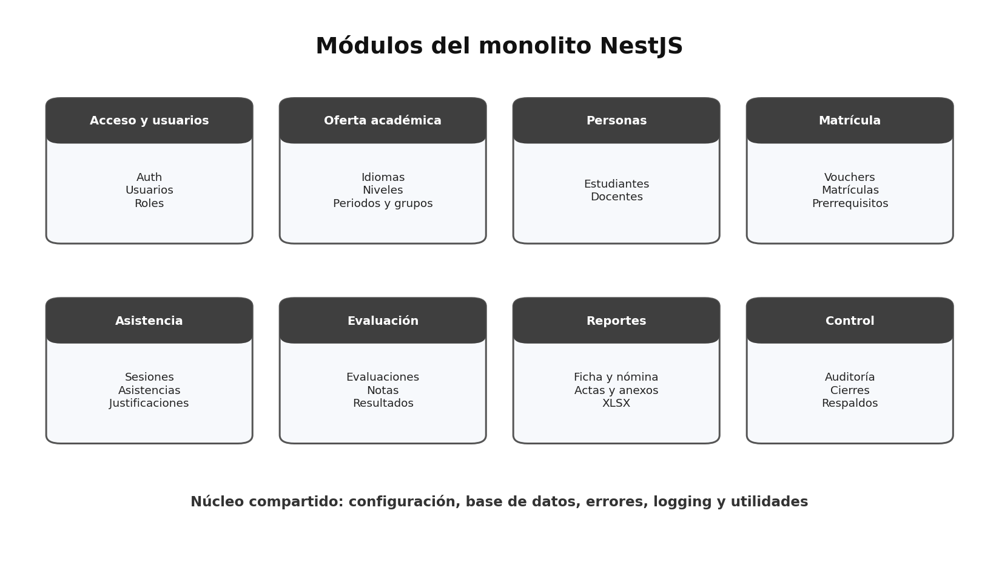 Módulos del monolito NestJS
Acceso y usuarios
Auth
Usuarios
Roles
Oferta académica
Idiomas
Niveles
Periodos y grupos
Personas
Estudiantes
Docentes
Matrícula
Vouchers
Matrículas
Prerrequisitos
Asistencia
Sesiones
Asistencias
Justificaciones
Evaluación
Evaluaciones
Notas
Resultados
Reportes
Ficha y nómina
Actas y anexos
XLSX
Control
Auditoría
Cierres
Respaldos
Núcleo compartido: configuración, base de datos, errores, logging y utilidades